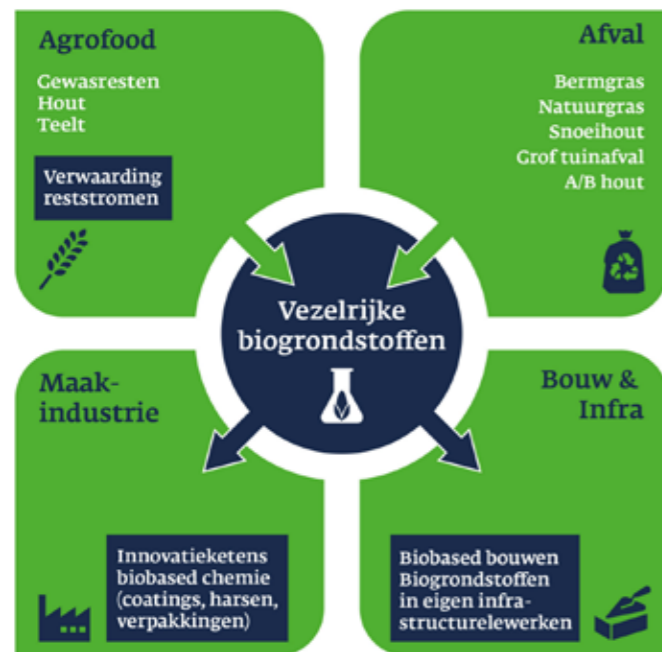 Agrofood
Gewasresten
Hout
Teelt
Verwaarding
reststromen
Afval
Bermgras
Natuurgras
Snoeihout
Grof tuinafval
A/B hout
Vezelrijke
biogrondstoffen
Maak-
industrie
Innovatieketens
biobased chemie
(coatings, harsen,
verpakkingen)
Bouw &
Infra
Biobased bouwen
Biogrondstoffen
in eigen infra-
structurelewerken